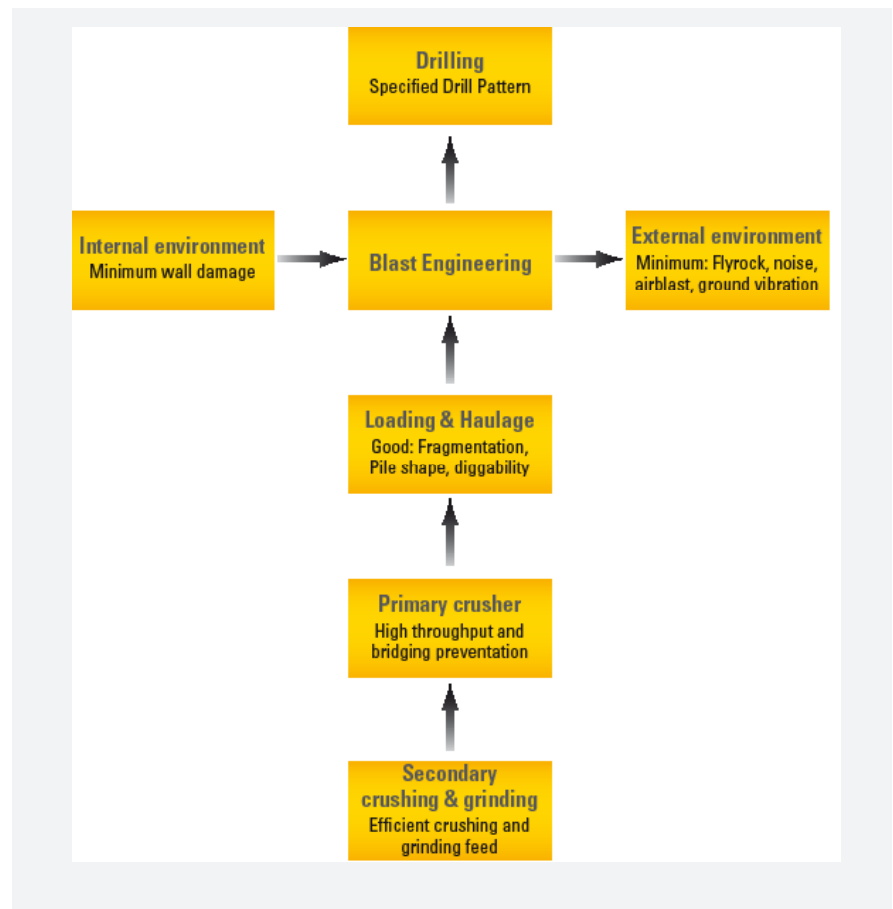 Drilling
Specified Drill Pattern
Internal environment
Minimum wall damage
Blast Engineering
External environment
Minimum: Flyrock, noise,
airblast, ground vibration
Loading & Haulage
Good: Fragmentation,
Pile shape, diggability
Primary crusher
High throughput and
bridging preventation
Secondary
crushing & grinding
Efficient crushing and
grinding feed